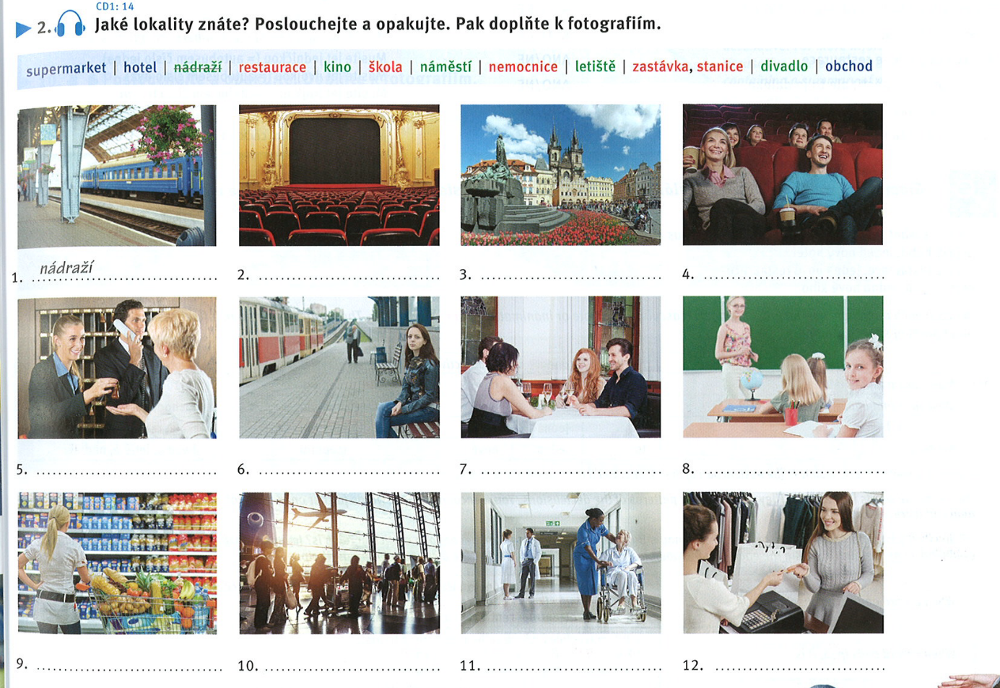 CD1: 14
2. Jaké lokality znáte? Poslouchejte a opakujte. Pak doplňte k fotografiím.
supermarket | hotel | nádraží | restaurace | kino | škola | náměstí | nemocnice | letiště | zastávka, stanice | divadlo | obchod
1. nádraží
2.
3.
4.
5.
6.
7.
8.
9.
10.
11.
12.